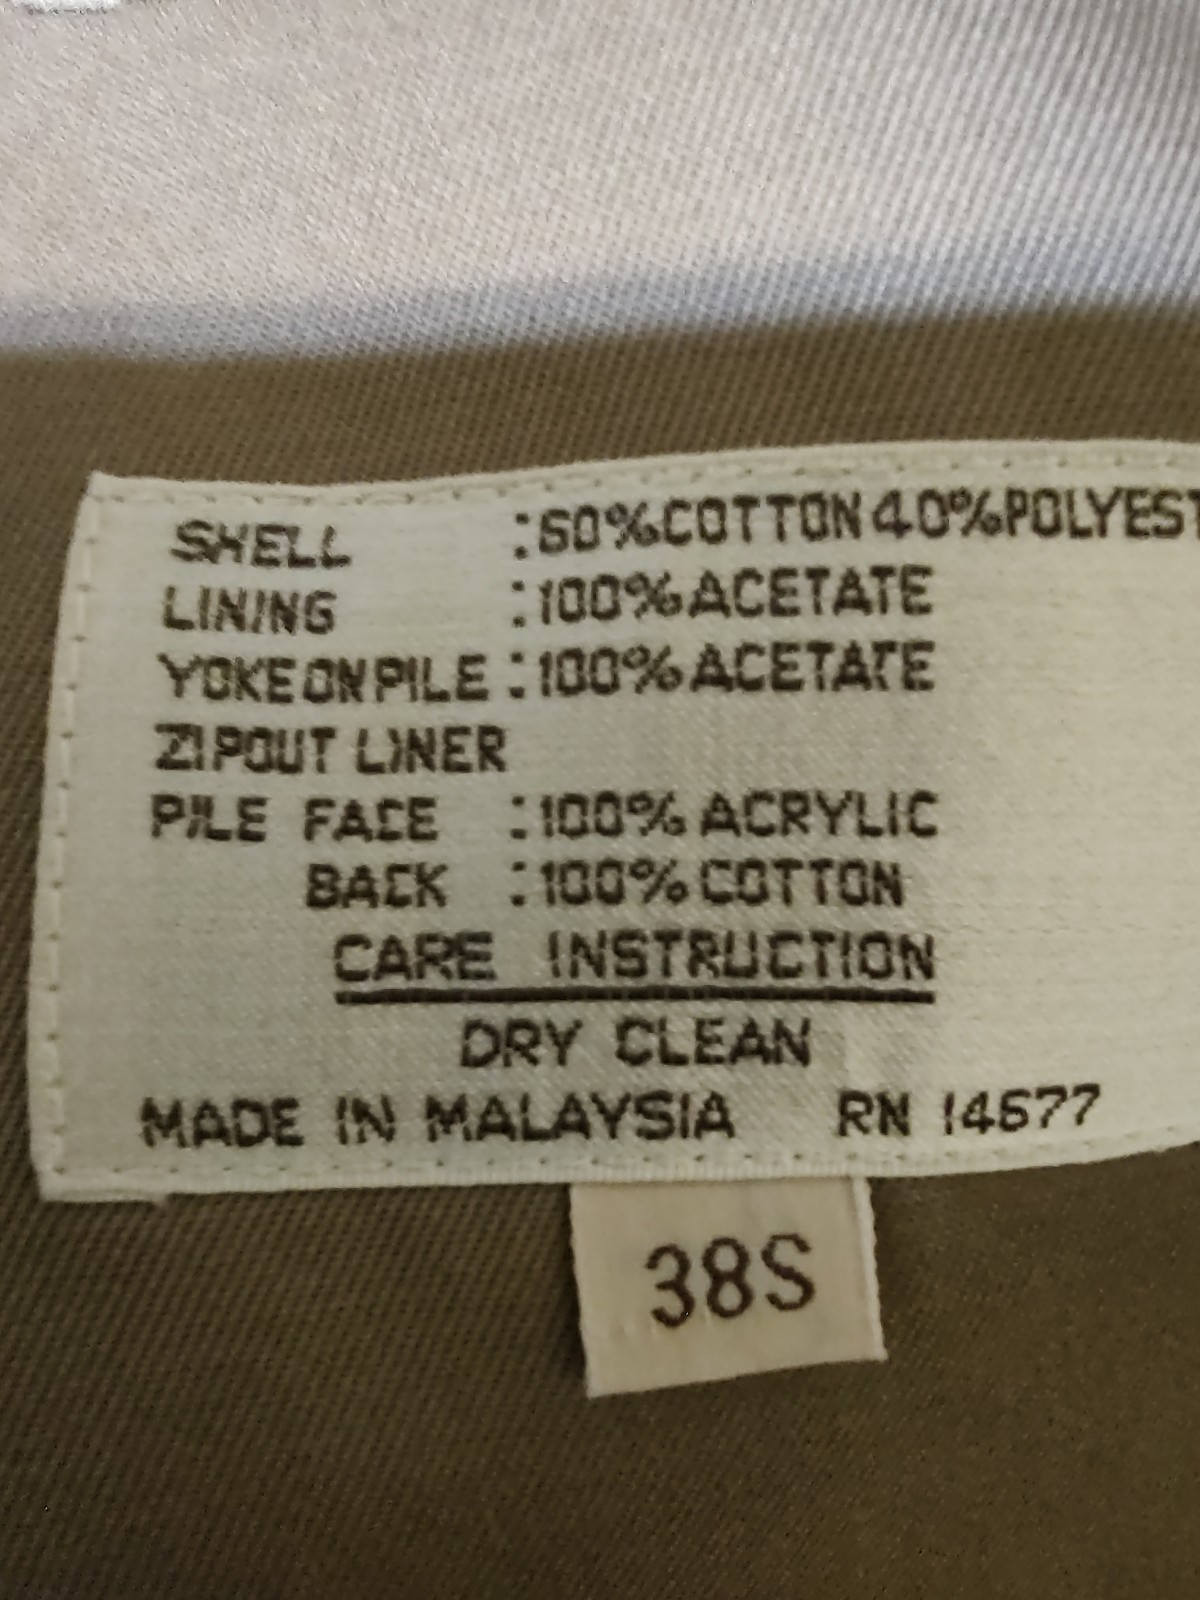 SHELL :60%COTTON 40%POLYEST
LINING :100%ACETATE
YOKE ON PILE :100%ACETATE
ZIPOUT LINER
PILE FACE :100% ACRYLIC
BACK :100% COTTON
CARE INSTRUCTION
DRY CLEAN
MADE IN MALAYSIA RN 14677
38S